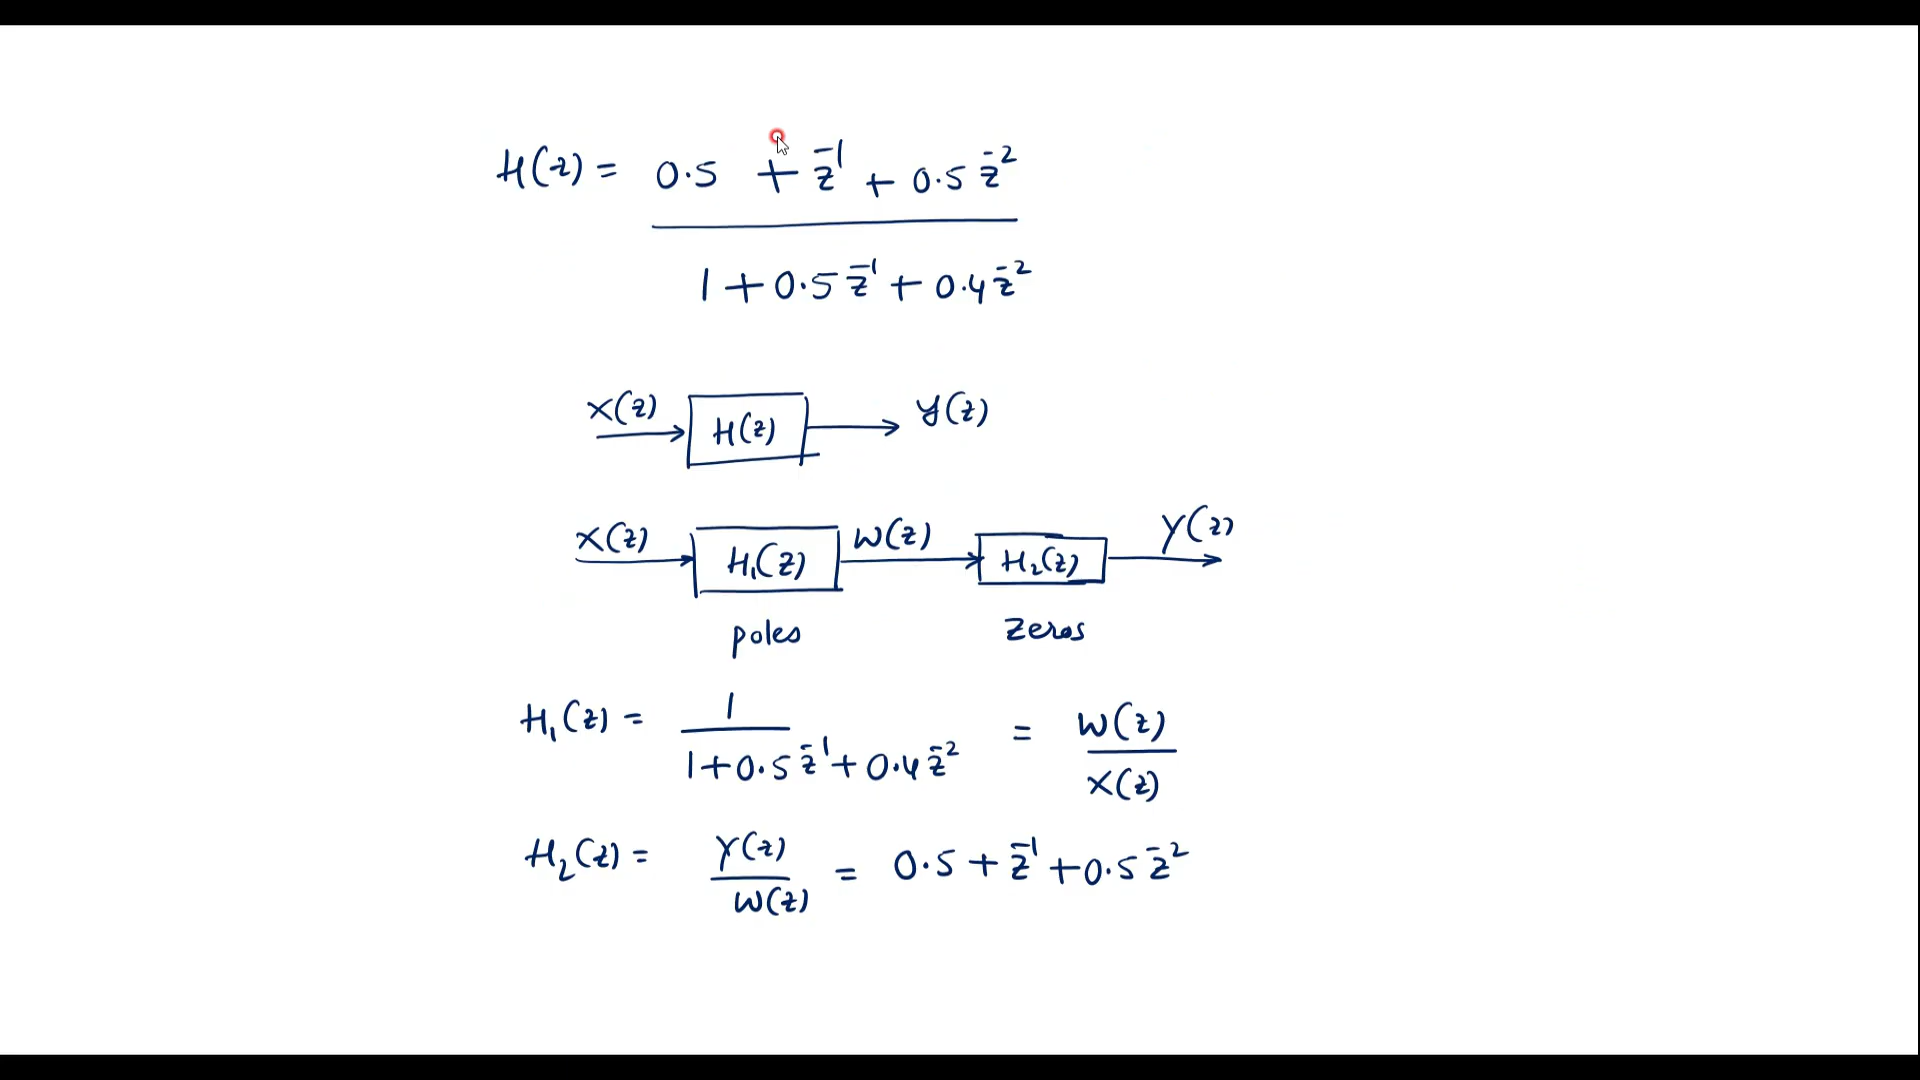 H(z) = 0.5 + z⁻¹ + 0.5 z⁻²
1 + 0.5 z⁻¹ + 0.4 z⁻²
X(z) H(z) Y(z)
X(z) H₁(z) W(z) H₂(z) Y(z)
poles zeros
H₁(z) = 1 / 1+0.5 z⁻¹ + 0.4 z⁻² = W(z) / X(z)
H₂(z) = Y(z) / W(z) = 0.5 + z⁻¹ + 0.5 z⁻²